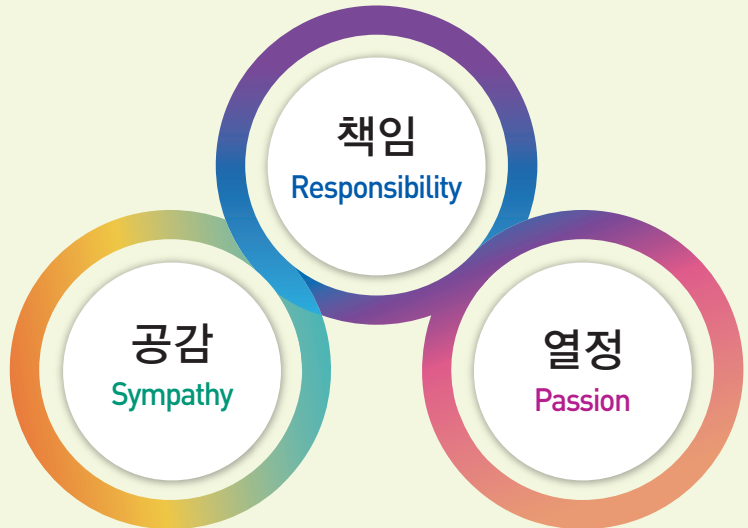 책임
Responsibility
공감
Sympathy
열정
Passion